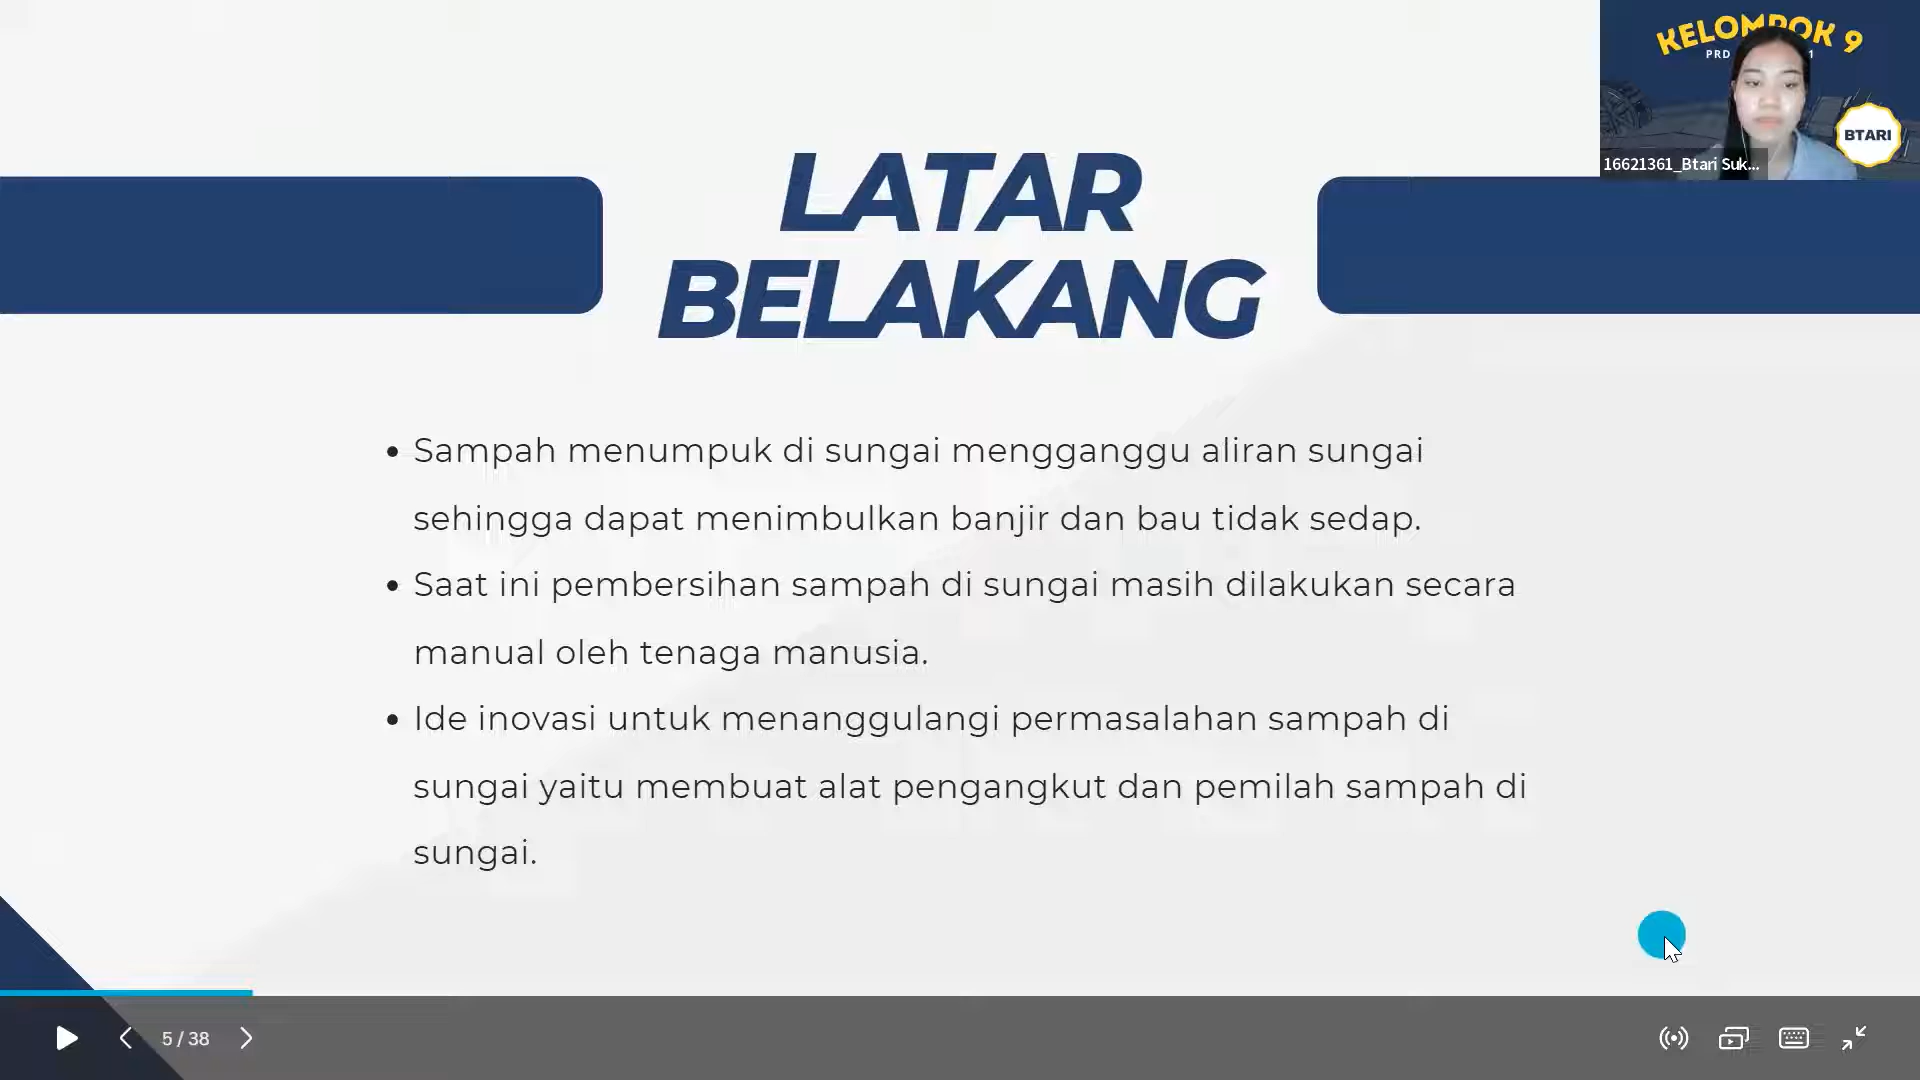 KELOMPOK 9
PRD
BTARI
16621361_Btari Suk...
LATAR
BELAKANG
Sampah menumpuk di sungai mengganggu aliran sungai
sehingga dapat menimbulkan banjir dan bau tidak sedap.
Saat ini pembersihan sampah di sungai masih dilakukan secara
manual oleh tenaga manusia.
Ide inovasi untuk menanggulangi permasalahan sampah di
sungai yaitu membuat alat pengangkut dan pemilah sampah di
sungai.
5 / 38